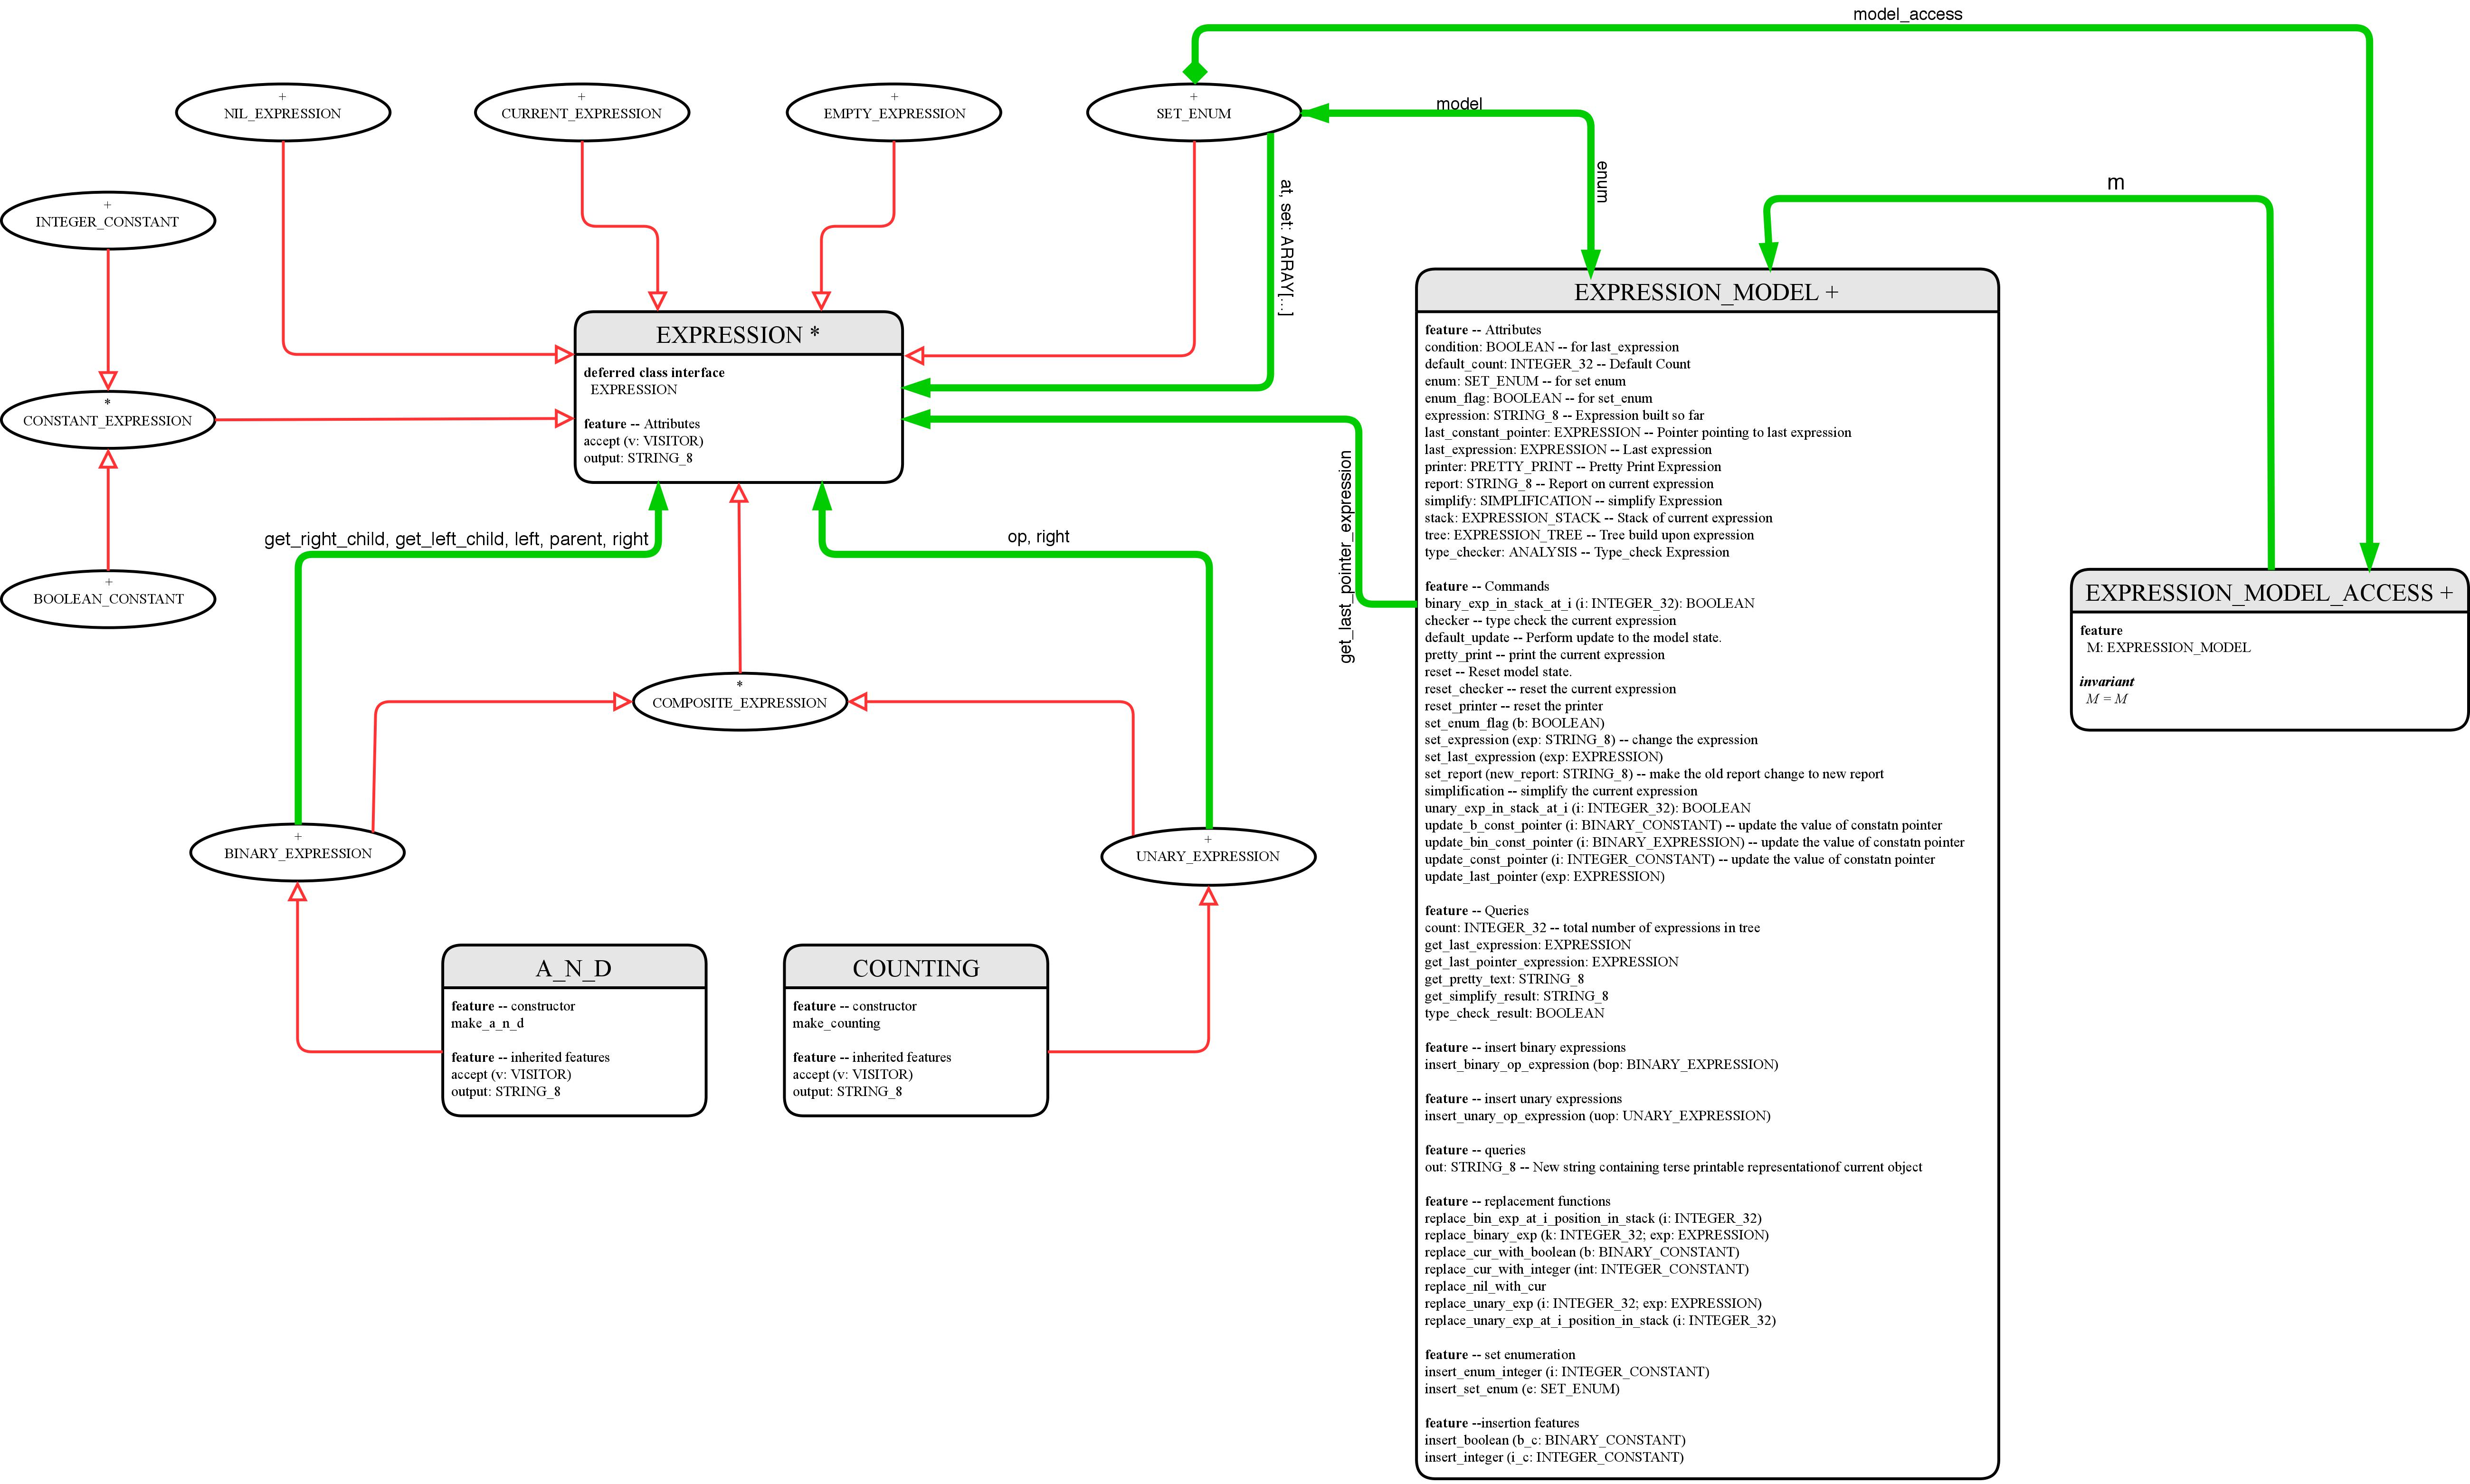 model_access
+
NIL_EXPRESSION
+
CURRENT_EXPRESSION
+
EMPTY_EXPRESSION
+
SET_ENUM
model
enum
at, set: ARRAY[...]
m
+
INTEGER_CONSTANT
*
CONSTANT_EXPRESSION
+
BOOLEAN_CONSTANT
EXPRESSION *
deferred class interface
EXPRESSION
feature -- Attributes
accept (v: VISITOR)
output: STRING_8
get_right_child, get_left_child, left, parent, right
op, right
get_last_pointer_expression
*
COMPOSITE_EXPRESSION
+
BINARY_EXPRESSION
+
UNARY_EXPRESSION
A_N_D
feature -- constructor
make_a_n_d
feature -- inherited features
accept (v: VISITOR)
output: STRING_8
COUNTING
feature -- constructor
make_counting
feature -- inherited features
accept (v: VISITOR)
output: STRING_8
EXPRESSION_MODEL +
feature -- Attributes
condition: BOOLEAN -- for last_expression
default_count: INTEGER_32 -- Default Count
enum: SET_ENUM -- for set enum
enum_flag: BOOLEAN -- for set_enum
expression: STRING_8 -- Expression built so far
last_constant_pointer: EXPRESSION -- Pointer pointing to last expression
last_expression: EXPRESSION -- Last expression
printer: PRETTY_PRINT -- Pretty Print Expression
report: STRING_8 -- Report on current expression
simplify: SIMPLIFICATION -- simplify Expression
stack: EXPRESSION_STACK -- Stack of current expression
tree: EXPRESSION_TREE -- Tree build upon expression
type_checker: ANALYSIS -- Type_check Expression
feature -- Commands
binary_exp_in_stack_at_i (i: INTEGER_32): BOOLEAN
checker -- type check the current expression
default_update -- Perform update to the model state.
pretty_print -- print the current expression
reset -- Reset model state.
reset_checker -- reset the current expression
reset_printer -- reset the printer
set_enum_flag (b: BOOLEAN)
set_expression (exp: STRING_8) -- change the expression
set_last_expression (exp: EXPRESSION)
set_report (new_report: STRING_8) -- make the old report change to new report
simplification -- simplify the current expression
unary_exp_in_stack_at_i (i: INTEGER_32): BOOLEAN
update_b_const_pointer (i: BINARY_CONSTANT) -- update the value of constatn pointer
update_bin_const_pointer (i: BINARY_EXPRESSION) -- update the value of constatn pointer
update_const_pointer (i: INTEGER_CONSTANT) -- update the value of constatn pointer
update_last_pointer (exp: EXPRESSION)
feature -- Queries
count: INTEGER_32 -- total number of expressions in tree
get_last_expression: EXPRESSION
get_last_pointer_expression: EXPRESSION
get_pretty_text: STRING_8
get_simplify_result: STRING_8
type_check_result: BOOLEAN
feature -- insert binary expressions
insert_binary_op_expression (bop: BINARY_EXPRESSION)
feature -- insert unary expressions
insert_unary_op_expression (uop: UNARY_EXPRESSION)
feature -- queries
out: STRING_8 -- New string containing terse printable representationof current object
feature -- replacement functions
replace_bin_exp_at_i_position_in_stack (i: INTEGER_32)
replace_binary_exp (k: INTEGER_32; exp: EXPRESSION)
replace_cur_with_boolean (b: BINARY_CONSTANT)
replace_cur_with_integer (int: INTEGER_CONSTANT)
replace_nil_with_cur
replace_unary_exp (i: INTEGER_32; exp: EXPRESSION)
replace_unary_exp_at_i_position_in_stack (i: INTEGER_32)
feature -- set enumeration
insert_enum_integer (i: INTEGER_CONSTANT)
insert_set_enum (e: SET_ENUM)
feature --insertion features
insert_boolean (b_c: BINARY_CONSTANT)
insert_integer (i_c: INTEGER_CONSTANT)
EXPRESSION_MODEL_ACCESS +
feature
M: EXPRESSION_MODEL
invariant
M = M